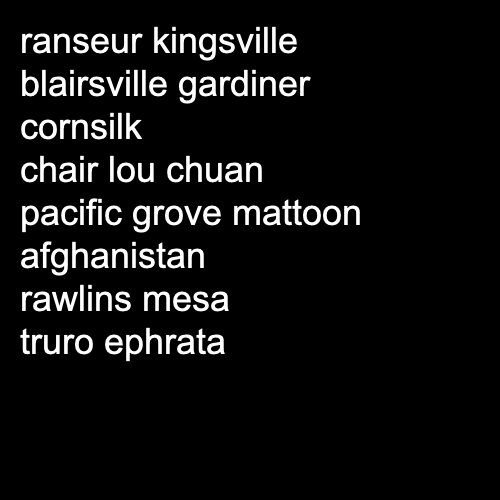 ranseur kingsville
blairsville gardiner
cornsilk
chair lou chuan
pacific grove mattoon
afghanistan
rawlins mesa
truro ephrata